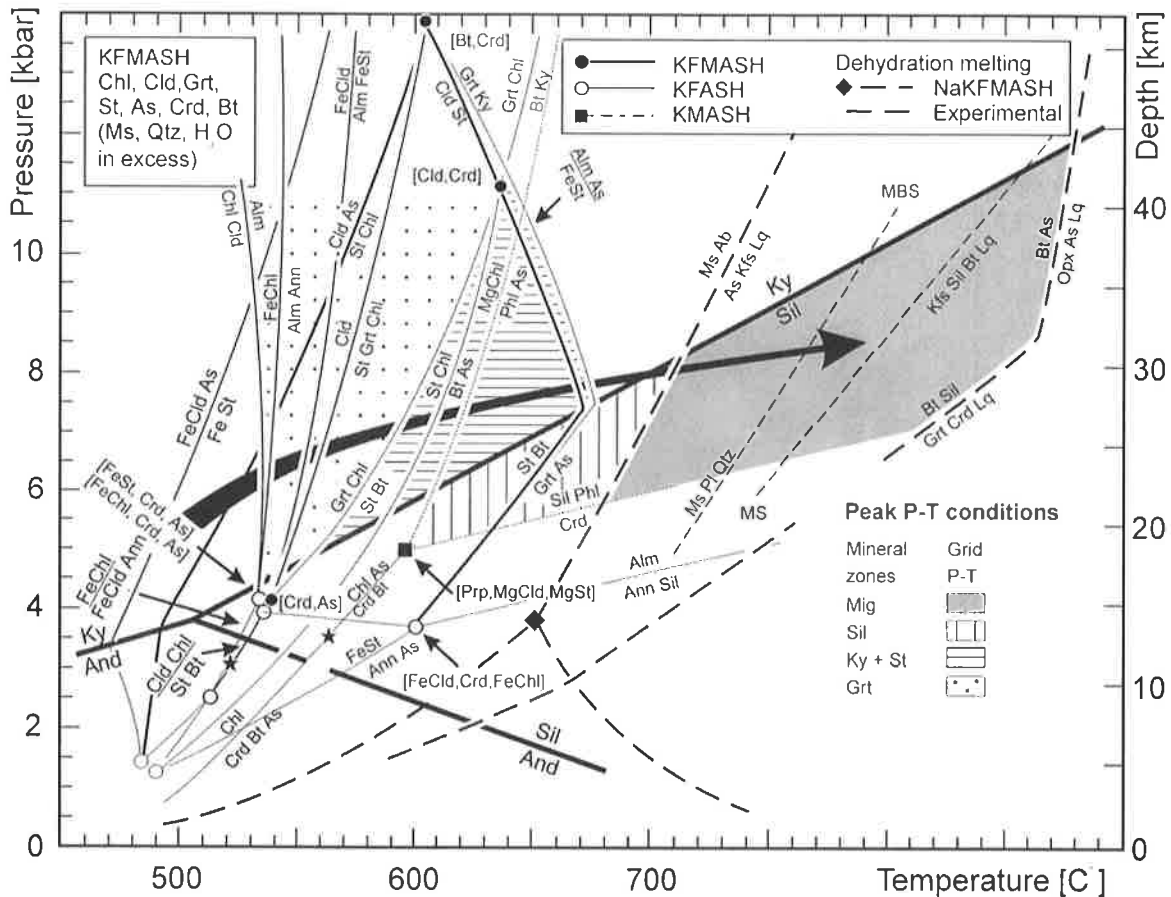 Pressure [kbar]
10
8
6
4
2
0
KFMASH
Chl, Cld,Grt,
St, As, Crd, Bt
(Ms, Qtz, H O
in excess)
KFMASH
KFASH
KMASH
Dehydration melting
NaKFMASH
Experimental
Depth [km]
40
30
20
10
0
500
600
700
Temperature [C]
[Bt,Crd]
[Cld,Crd]
[Crd,As]
[Prp,MgCld,MgSt]
[FeCld,Crd,FeChl]
[FeSt, Crd, As]
[FeChl, Crd, As]
FeChl
FeCld Ann
Cld Chl
St Bt
FeCld As
Fe St
Chl Cld
Alm
FeChl
Alm Ann
FeCld
Alm FeSt
Cld As
St Chl
Cld
St Grt Chl
Grt Ky
Cld St
Grt Chl
Bt Ky
Alm As
FeSt
MgChl
Phl As
St Chl
Bt As
Grt Chl
St Bt
Chl As
Crd Bt
St Bt
Grt As
FeSt
Ann As
Chl
Crd Bt As
Sil Phl
Crd
Alm
Ann Sil
Ky
And
Sil
And
Ky
Sil
Ms Ab
As Kfs Lq
MBS
Kfs Sil Bt Lq
Ms Pl Qtz
MS
Bt As
Opx As Lq
Bt Sil
Grt Crd Lq
Peak P-T conditions
Mineral Grid
zones P-T
Mig
Sil
Ky + St
Grt